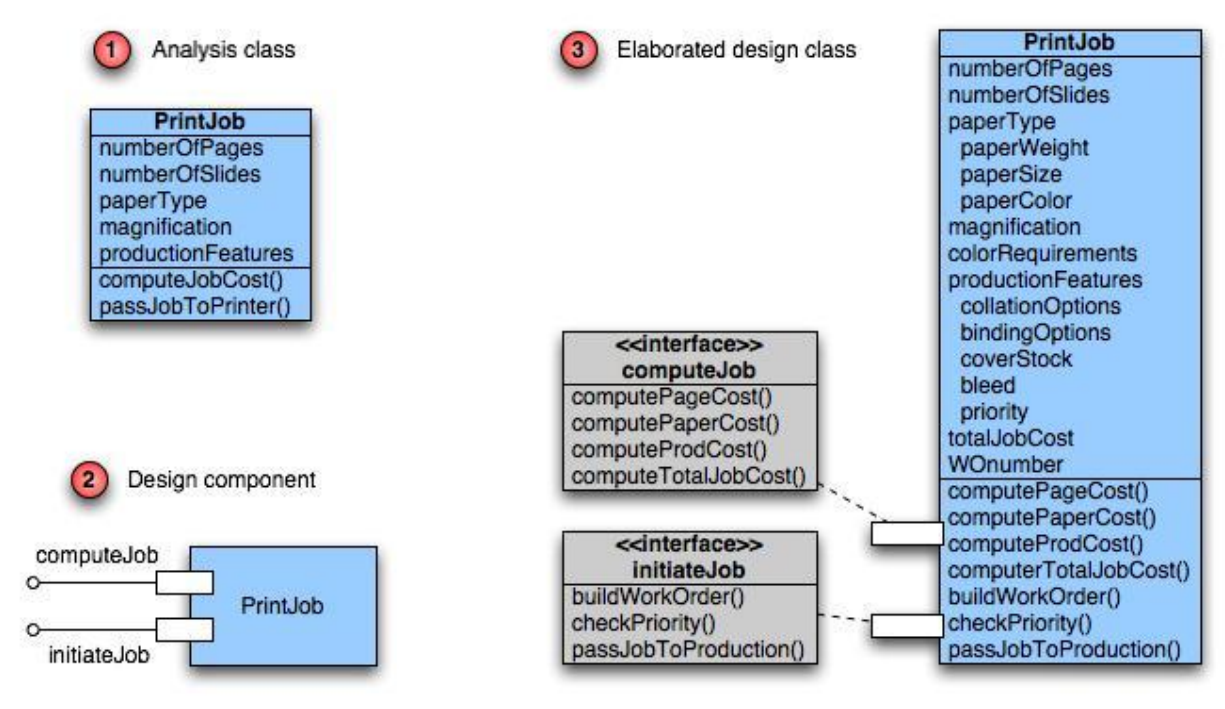 1 Analysis class
PrintJob
numberOfPages
numberOfSlides
paperType
magnification
productionFeatures
computeJobCost()
passJobToPrinter()
2 Design component
computeJob
initiateJob
PrintJob
3 Elaborated design class
<<interface>>
computeJob
computePageCost()
computePaperCost()
computeProdCost()
computeTotalJobCost()
<<interface>>
initiateJob
buildWorkOrder()
checkPriority()
passJobToProduction()
PrintJob
numberOfPages
numberOfSlides
paperType
paperWeight
paperSize
paperColor
magnification
colorRequirements
productionFeatures
collationOptions
bindingOptions
coverStock
bleed
priority
totalJobCost
WOnumber
computePageCost()
computePaperCost()
computeProdCost()
computerTotalJobCost()
buildWorkOrder()
checkPriority()
passJobToProduction()